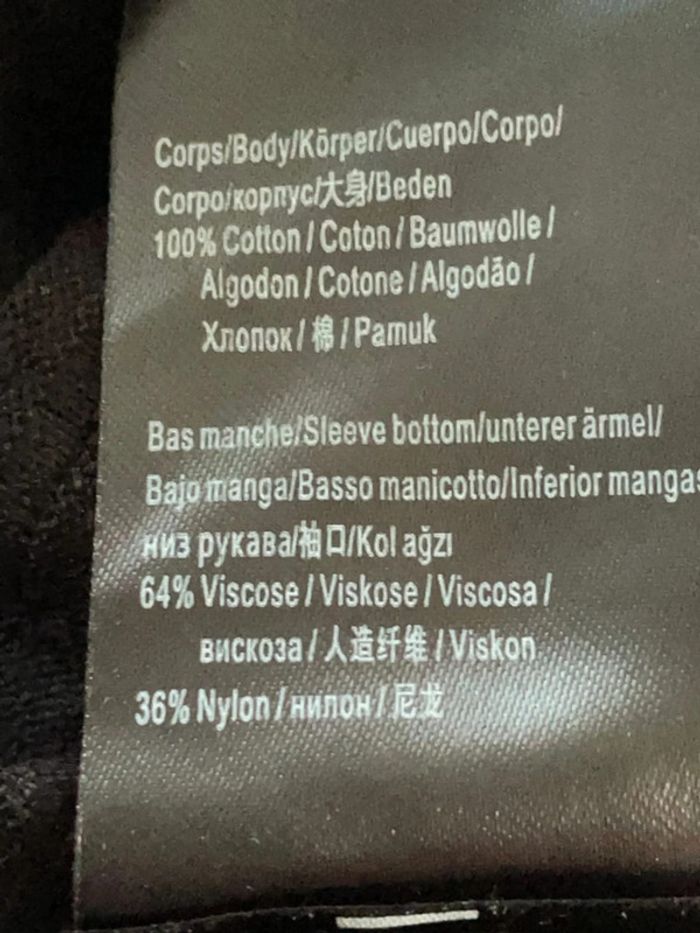 Corps/Body/Körper/Cuerpo/Corpo/
Corpo/корпус/大身/Beden
100% Cotton / Coton / Baumwolle /
Algodon / Cotone / Algodão /
Хлопок / 棉 / Pamuk
Bas manche/Sleeve bottom/unterer ärmel/
Bajo manga/Basso manicotto/Inferior mangas
низ рукава/袖口/Kol ağzı
64% Viscose / Viskose / Viscosa /
вискоза / 人造纤维 / Viskon
36% Nylon / нилон / 尼龙